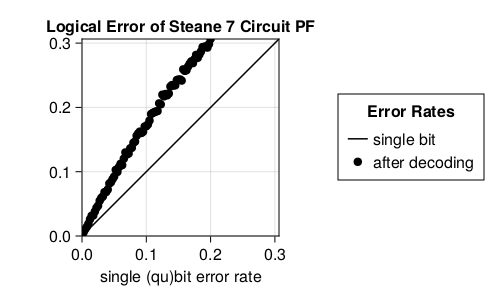 Logical Error of Steane 7 Circuit PF
0.3
0.2
0.1
0.0
0.0 0.1 0.2 0.3
single (qu)bit error rate
Error Rates
single bit
after decoding